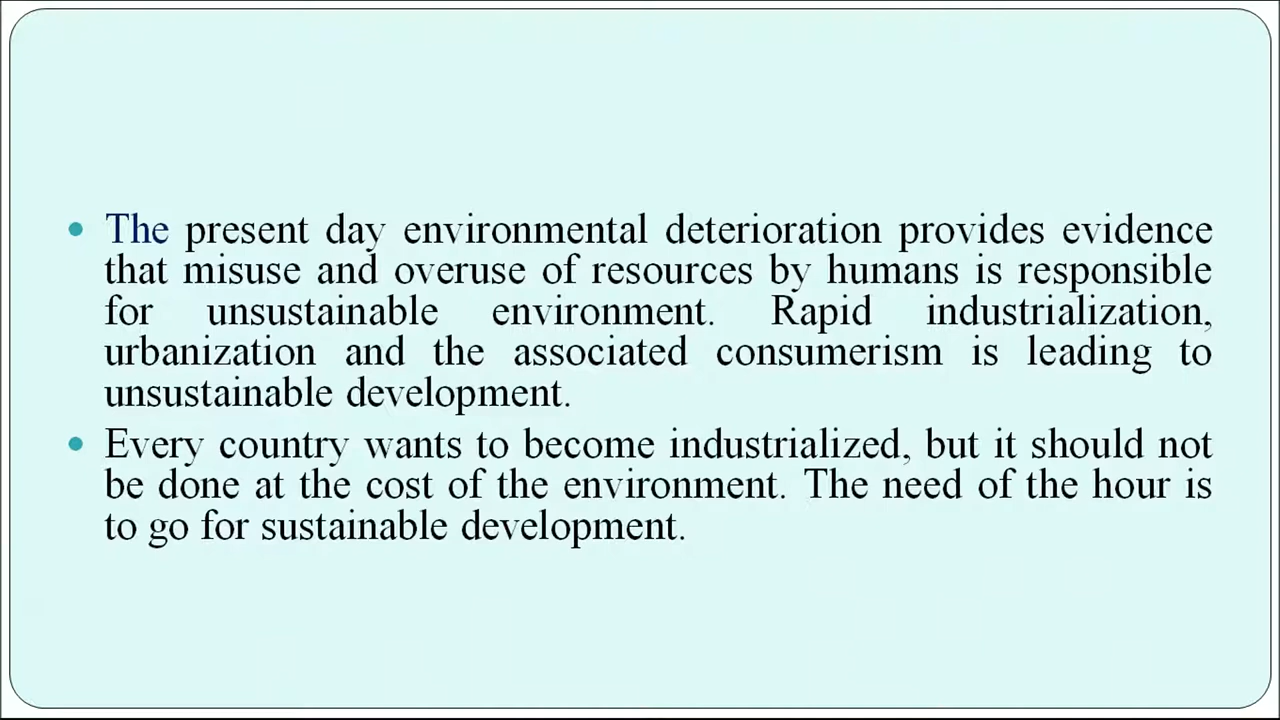 • The present day environmental deterioration provides evidence
that misuse and overuse of resources by humans is responsible
for unsustainable environment. Rapid industrialization,
urbanization and the associated consumerism is leading to
unsustainable development.
• Every country wants to become industrialized, but it should not
be done at the cost of the environment. The need of the hour is
to go for sustainable development.